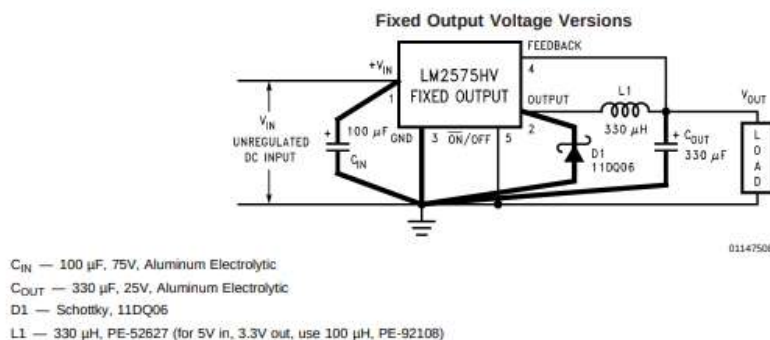 Fixed Output Voltage Versions
FEEDBACK
+VIN
LM2575HV
FIXED OUTPUT
4
L1
VOUT
OUTPUT
1
2
VIN
UNREGULATED
DC INPUT
+
100 µF
CIN
GND
3
ON/OFF
5
330 µH
D1
11DQ06
+
COUT
330 µF
LOAD
CIN — 100 µF, 75V, Aluminum Electrolytic
COUT — 330 µF, 25V, Aluminum Electrolytic
D1 — Schottky, 11DQ06
L1 — 330 µH, PE-52627 (for 5V in, 3.3V out, use 100 µH, PE-92108)